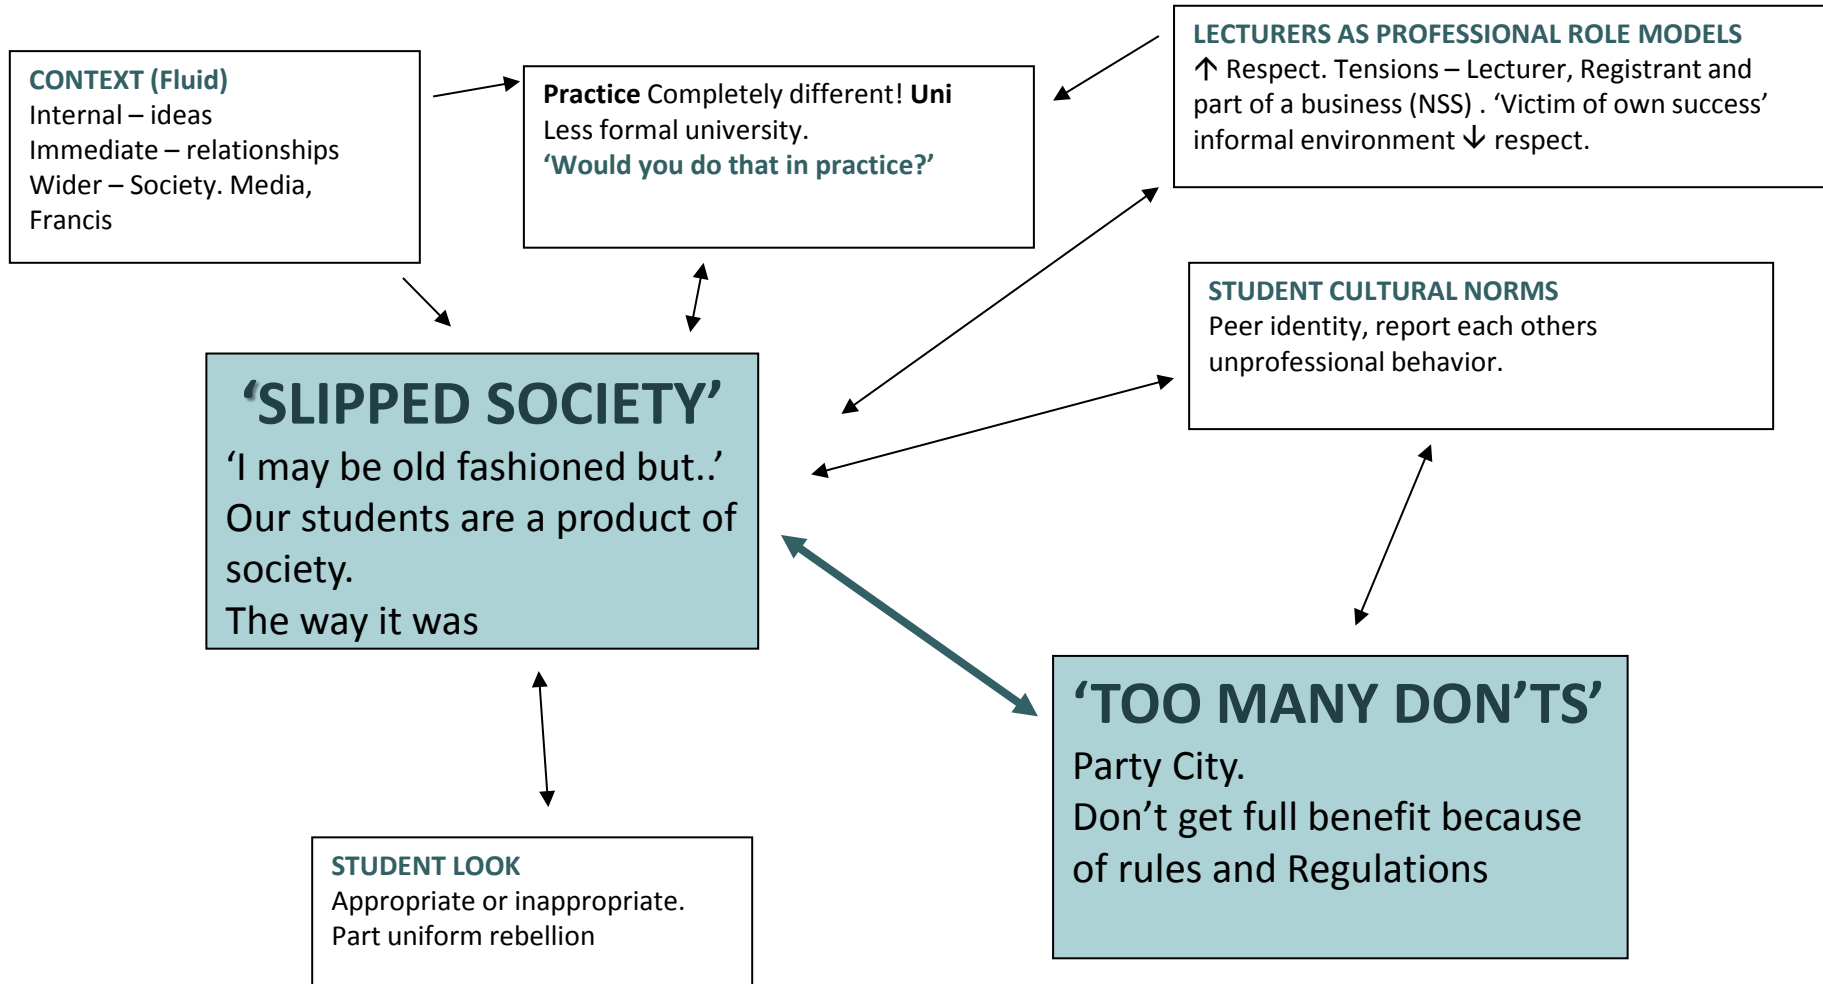 CONTEXT (Fluid)
Internal – ideas
Immediate – relationships
Wider – Society. Media,
Francis
Practice Completely different! Uni
Less formal university.
‘Would you do that in practice?’
LECTURERS AS PROFESSIONAL ROLE MODELS
↑ Respect. Tensions – Lecturer, Registrant and
part of a business (NSS) . ‘Victim of own success’
informal environment ↓ respect.
STUDENT CULTURAL NORMS
Peer identity, report each others
unprofessional behavior.
‘SLIPPED SOCIETY’
‘I may be old fashioned but..’
Our students are a product of
society.
The way it was
‘TOO MANY DON’TS’
Party City.
Don’t get full benefit because
of rules and Regulations
STUDENT LOOK
Appropriate or inappropriate.
Part uniform rebellion